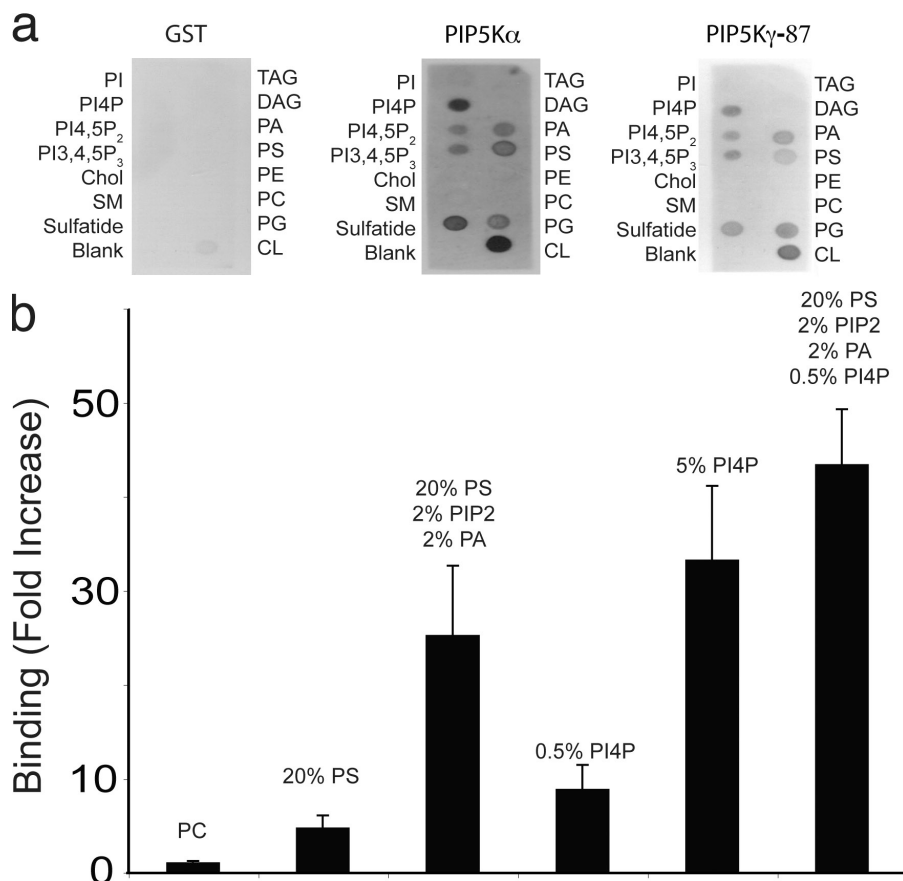 a
GST
PI
PI4P
PI4,5P2
PI3,4,5P3
Chol
SM
Sulfatide
Blank
TAG
DAG
PA
PS
PE
PC
PG
CL
PIP5Kα
PI
PI4P
PI4,5P2
PI3,4,5P3
Chol
SM
Sulfatide
Blank
TAG
DAG
PA
PS
PE
PC
PG
CL
PIP5Kγ-87
PI
PI4P
PI4,5P2
PI3,4,5P3
Chol
SM
Sulfatide
Blank
TAG
DAG
PA
PS
PE
PC
PG
CL
b
Binding (Fold Increase)
50
30
10
0
PC
20% PS
20% PS
2% PIP2
2% PA
0.5% PI4P
5% PI4P
20% PS
2% PIP2
2% PA
0.5% PI4P